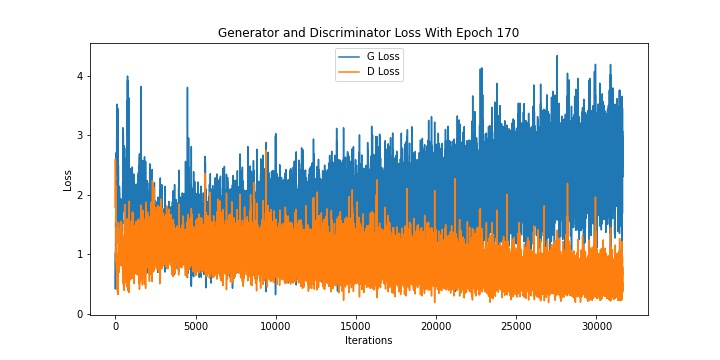 Generator and Discriminator Loss With Epoch 170
G Loss
D Loss
Loss
4
3
2
1
0
0 5000 10000 15000 20000 25000 30000
Iterations